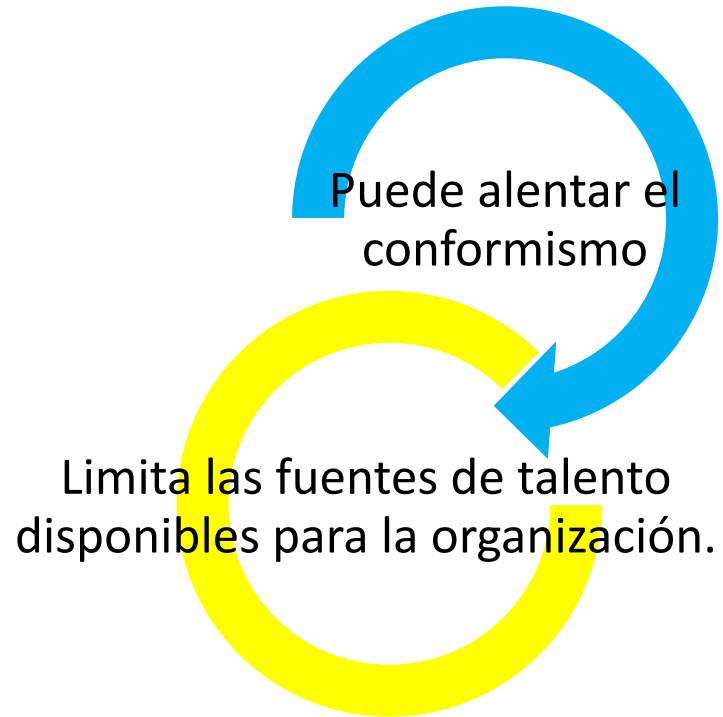 Puede alentar el
conformismo
Limita las fuentes de talento
disponibles para la organización.